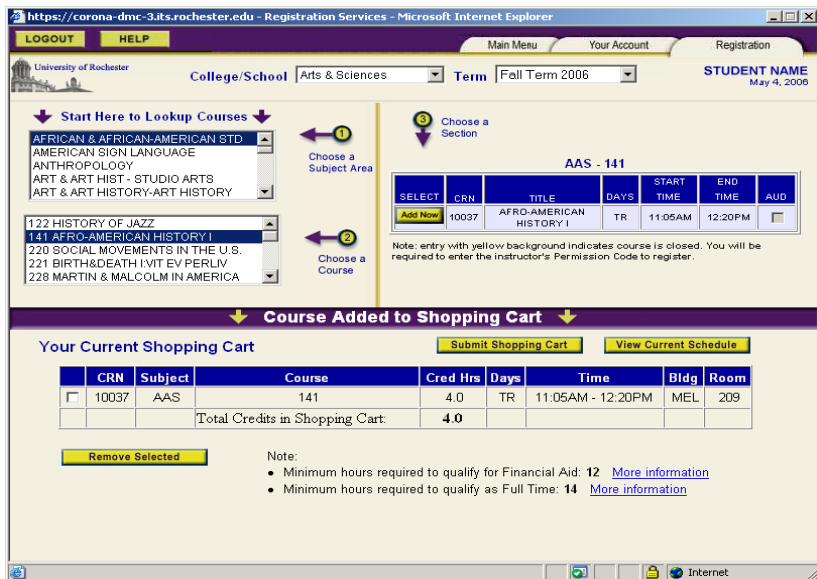 https://corona-dmc-3.its.rochester.edu - Registration Services - Microsoft Internet Explorer
LOGOUT HELP
Main Menu Your Account Registration
University of Rochester
College/School Arts & Sciences Term Fall Term 2006
STUDENT NAME
May 4, 2006
Start Here to Lookup Courses
AFRICAN & AFRICAN-AMERICAN STD
AMERICAN SIGN LANGUAGE
ANTHROPOLOGY
ART & ART HIST - STUDIO ARTS
ART & ART HISTORY-ART HISTORY
1
Choose a
Subject Area
122 HISTORY OF JAZZ
141 AFRO-AMERICAN HISTORY I
220 SOCIAL MOVEMENTS IN THE U.S.
221 BIRTH&DEATH I:VIT EV PERLIV
228 MARTIN & MALCOLM IN AMERICA
2
Choose a
Course
3
Choose a
Section
AAS - 141
SELECT CRN TITLE DAYS START TIME END TIME AUD
Add Now 10037 AFRO-AMERICAN HISTORY I TR 11:05AM 12:20PM
Note: entry with yellow background indicates course is closed. You will be
required to enter the instructor's Permission Code to register.
Course Added to Shopping Cart
Your Current Shopping Cart
Submit Shopping Cart View Current Schedule
CRN Subject Course Cred Hrs Days Time Bldg Room
10037 AAS 141 4.0 TR 11:05AM - 12:20PM MEL 209
Total Credits in Shopping Cart: 4.0
Remove Selected
Note:
• Minimum hours required to qualify for Financial Aid: 12 More information
• Minimum hours required to qualify as Full Time: 14 More information
Internet